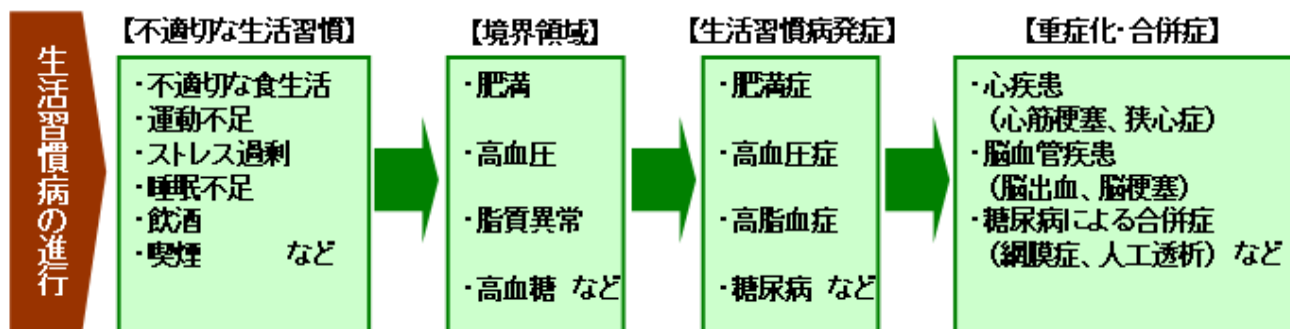 生活習慣病の進行
【不適切な生活習慣】
・不適切な食生活
・運動不足
・ストレス過剰
・睡眠不足
・飲酒
・喫煙 など
【境界領域】
・肥満
・高血圧
・脂質異常
・高血糖 など
【生活習慣病発症】
・肥満症
・高血圧症
・高脂血症
・糖尿病 など
【重症化・合併症】
・心疾患
(心筋梗塞、狭心症)
・脳血管疾患
(脳出血、脳梗塞)
・糖尿病による合併症
(網膜症、人工透析) など